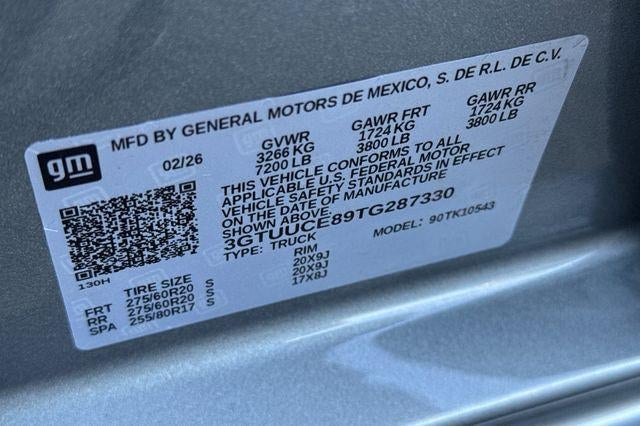 MFD BY GENERAL MOTORS DE MEXICO, S. DE R.L. DE C.V.
gm
02/26
GVWR
3266 KG
7200 LB
GAWR FRT
1724 KG
3800 LB
GAWR RR
1724 KG
3800 LB
THIS VEHICLE CONFORMS TO ALL
APPLICABLE U.S. FEDERAL MOTOR
VEHICLE SAFETY STANDARDS IN EFFECT
ON THE DATE OF MANUFACTURE
SHOWN ABOVE.
3GTUUCE89TG287330
TYPE: TRUCK
MODEL: 90TK10543
130H
TIRE SIZE
RIM
FRT 275/60R20 S 20X9J
RR 275/60R20 S 20X9J
SPA 255/80R17 S 17X8J